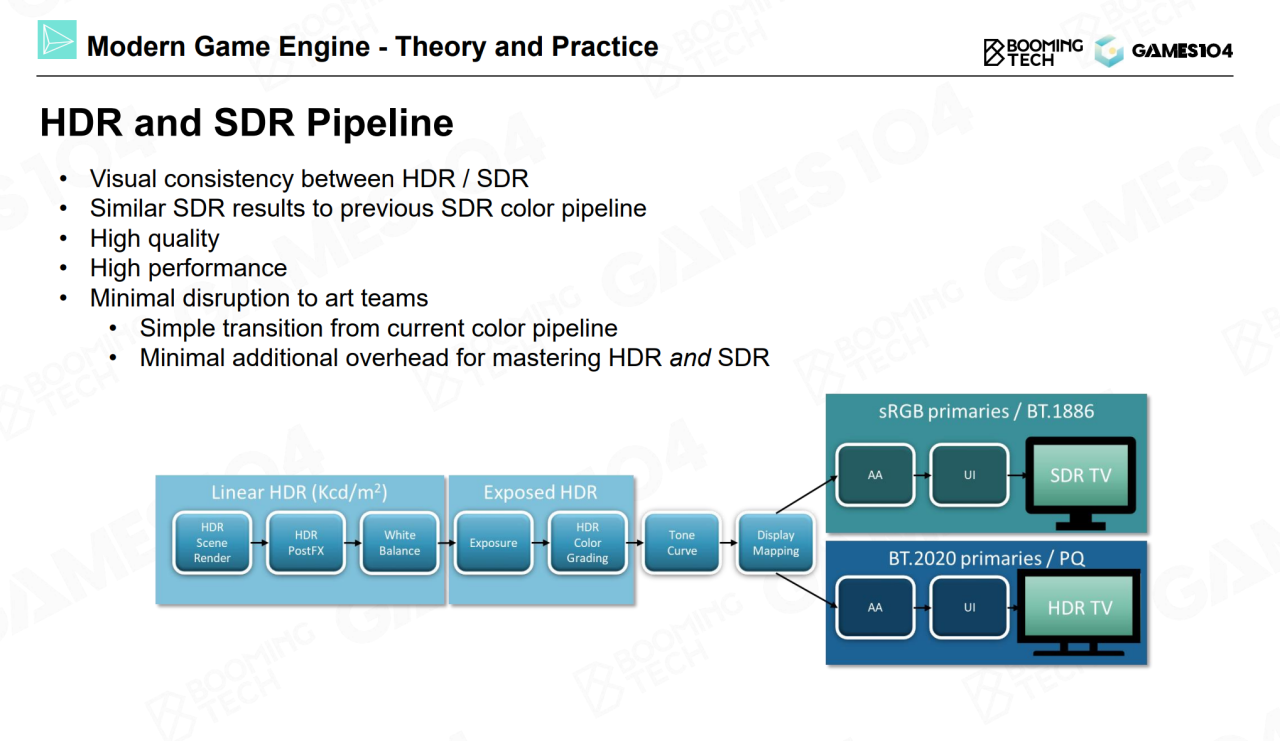 Modern Game Engine - Theory and Practice
BOOMING
TECH
GAMES104
HDR and SDR Pipeline
• Visual consistency between HDR / SDR
• Similar SDR results to previous SDR color pipeline
• High quality
• High performance
• Minimal disruption to art teams
• Simple transition from current color pipeline
• Minimal additional overhead for mastering HDR and SDR
Linear HDR (Kcd/m²)
HDR
Scene
Render
HDR
PostFX
White
Balance
Exposed HDR
Exposure
HDR
Color
Grading
Tone
Curve
Display
Mapping
sRGB primaries / BT.1886
AA
UI
SDR TV
BT.2020 primaries / PQ
AA
UI
HDR TV